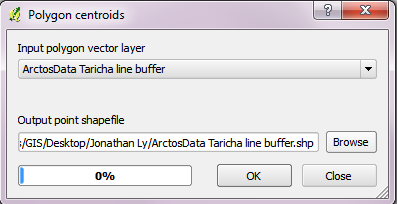 Polygon centroids
Input polygon vector layer
ArctosData Taricha line buffer
Output point shapefile
;/GIS/Desktop/Jonathan Ly/ArctosData Taricha line buffer.shp Browse
0% OK Close